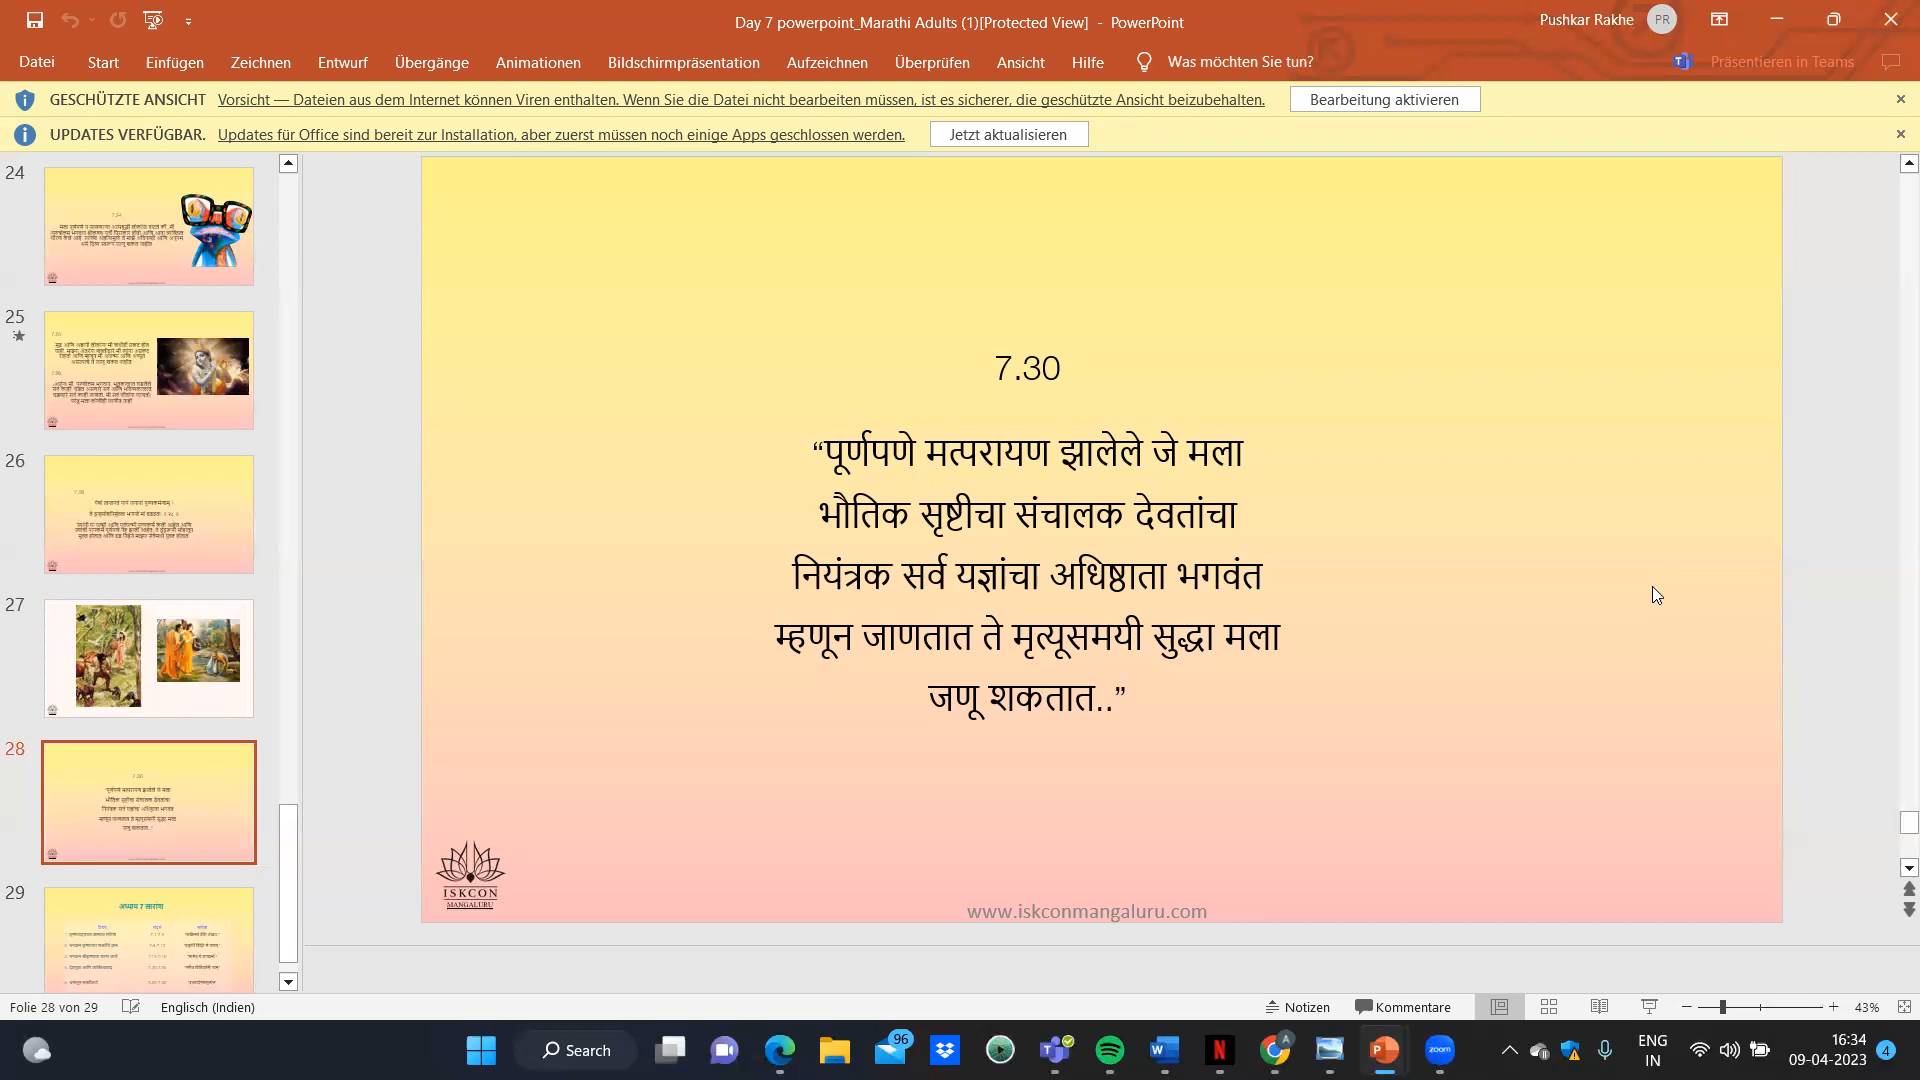 Day 7 powerpoint_Marathi Adults (1)[Protected View] - PowerPoint
Pushkar Rakhe
PR
Datei
Start
Einfügen
Zeichnen
Entwurf
Übergänge
Animationen
Bildschirmpräsentation
Aufzeichnen
Überprüfen
Ansicht
Hilfe
Was möchten Sie tun?
Präsentieren in Teams
GESCHÜTZTE ANSICHT Vorsicht — Dateien aus dem Internet können Viren enthalten. Wenn Sie die Datei nicht bearbeiten müssen, ist es sicherer, die geschützte Ansicht beizubehalten.
Bearbeitung aktivieren
UPDATES VERFÜGBAR. Updates für Office sind bereit zur Installation, aber zuerst müssen noch einige Apps geschlossen werden.
Jetzt aktualisieren
24
25
26
27
28
7.30
29
अध्याय 7 सारांश
7.30
“पूर्णपणे मत्परायण झालेले जे मला
भौतिक सृष्टीचा संचालक देवतांचा
नियंत्रक सर्व यज्ञांचा अधिष्ठाता भगवंत
म्हणून जाणतात ते मृत्यूसमयी सुद्धा मला
जणू शकतात..”
ISKCON
MANGALURU
www.iskconmangaluru.com
Folie 28 von 29
Englisch (Indien)
Notizen
Kommentare
43%
Search
96
zoom
ENG
IN
16:34
09-04-2023
4